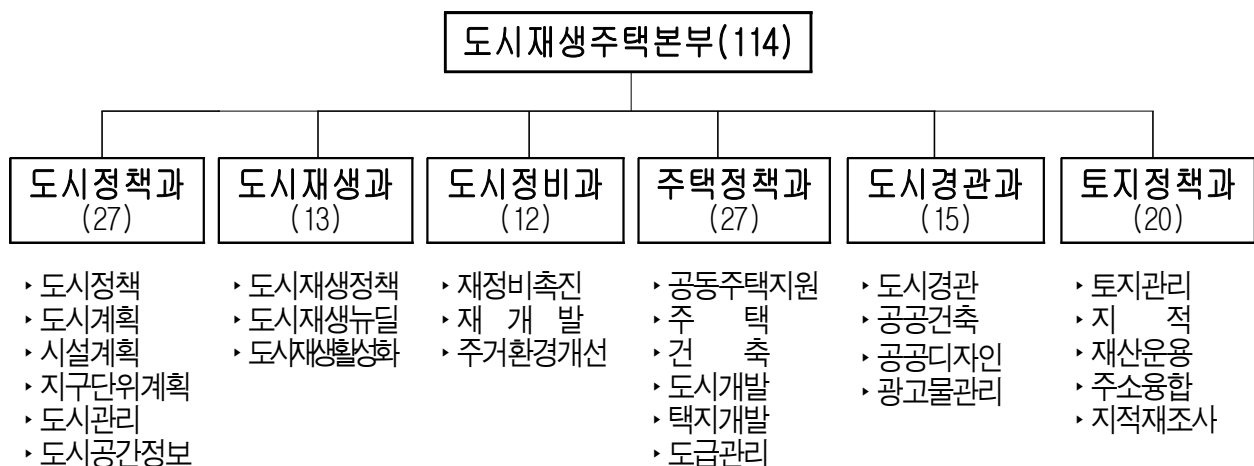 도시재생주택본부(114)
도시정책과
(27)
▸ 도시정책
▸ 도시계획
▸ 시설계획
▸ 지구단위계획
▸ 도시관리
▸ 도시공간정보
도시재생과
(13)
▸ 도시재생정책
▸ 도시재생뉴딜
▸ 도시재생활성화
도시정비과
(12)
▸ 재정비촉진
▸ 재 개 발
▸ 주거환경개선
주택정책과
(27)
▸ 공동주택지원
▸ 주 택
▸ 건 축
▸ 도시개발
▸ 택지개발
▸ 도급관리
도시경관과
(15)
▸ 도시경관
▸ 공공건축
▸ 공공디자인
▸ 광고물관리
토지정책과
(20)
▸ 토지관리
▸ 지 적
▸ 재산운용
▸ 주소융합
▸ 지적재조사